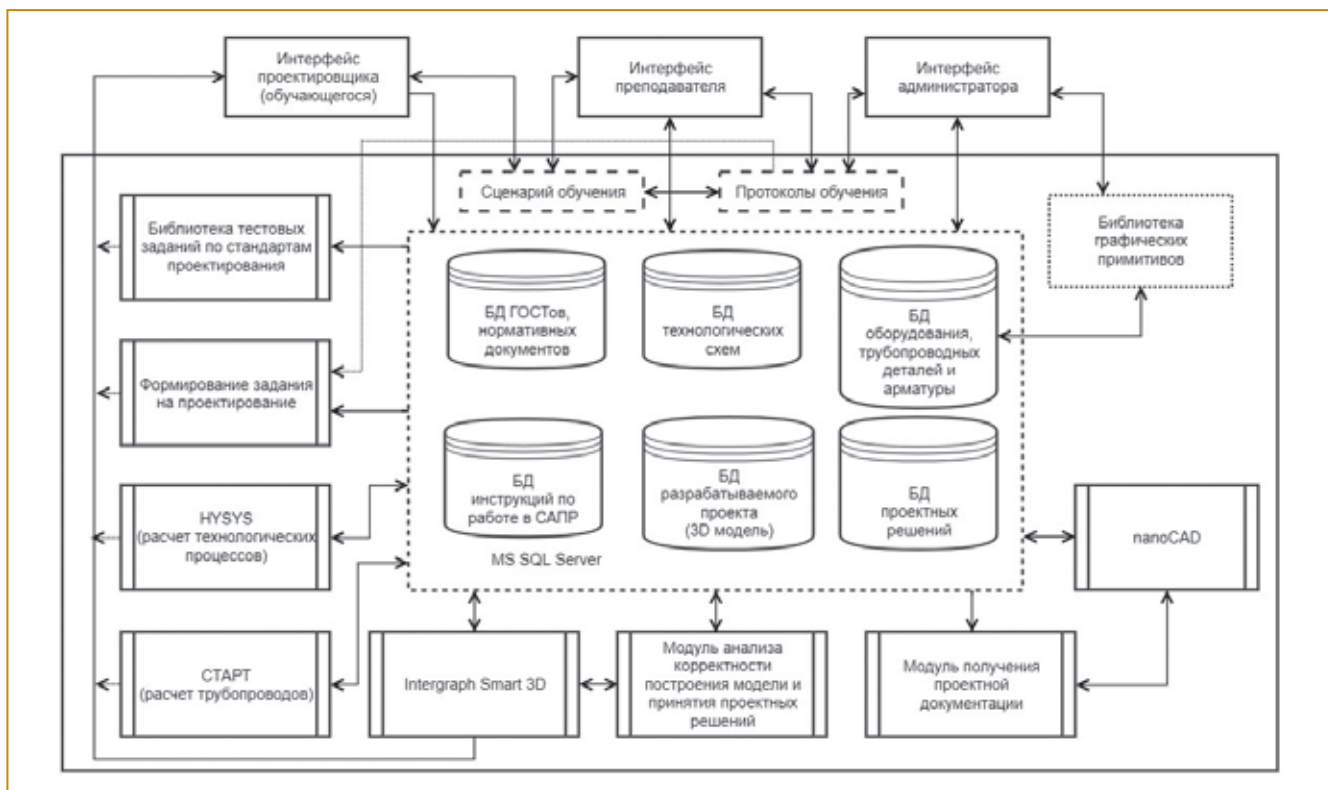 Интерфейс
проектировщика
(обучающегося)
Интерфейс
преподавателя
Интерфейс
администратора
Сценарий обучения
Протоколы обучения
Библиотека
графических
примитивов
Библиотека тестовых
заданий по стандартам
проектирования
БД ГОСТов,
нормативных
документов
БД
технологических
схем
БД
оборудования,
трубопроводных
деталей и
арматуры
Формирование задания
на проектирование
БД
инструкций по
работе в САПР
БД
разрабатываемого
проекта
(3D модель)
БД
проектных
решений
HYSYS
(расчет технологических
процессов)
MS SQL Server
nanoCAD
СТАРТ
(расчет трубопроводов)
Intergraph Smart 3D
Модуль анализа
корректности
построения модели и
принятия проектных
решений
Модуль получения
проектной
документации